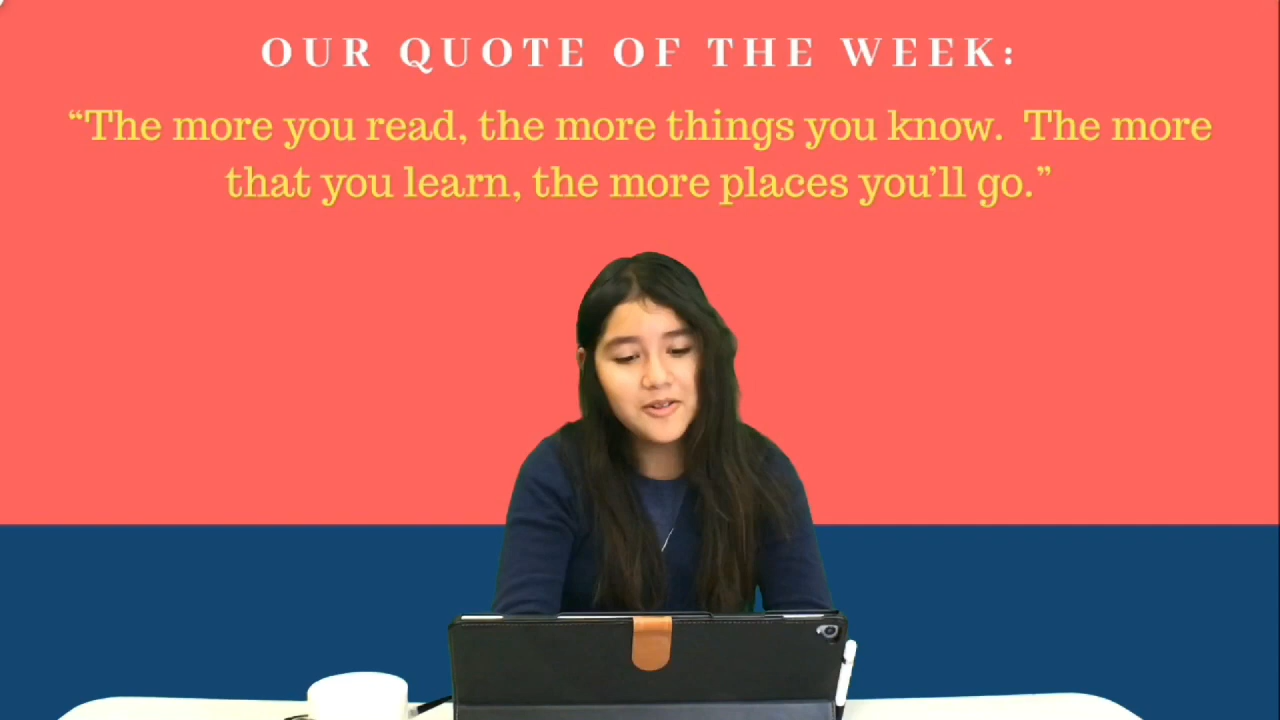 OUR QUOTE OF THE WEEK:
“The more you read, the more things you know.  The more
that you learn, the more places you’ll go.”